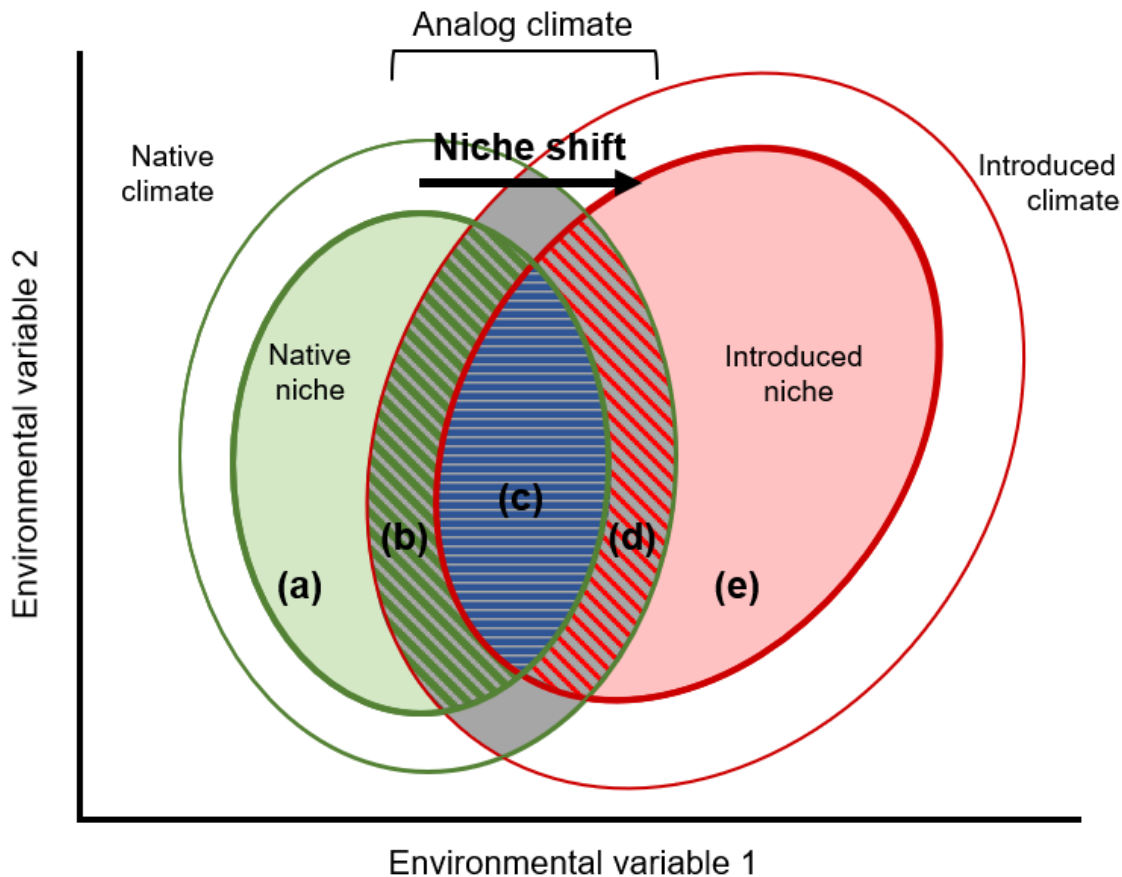 Analog climate
Niche shift
Native
climate
Introduced
climate
Environmental variable 2
Native
niche
Introduced
niche
(a)
(b)
(c)
(d)
(e)
Environmental variable 1